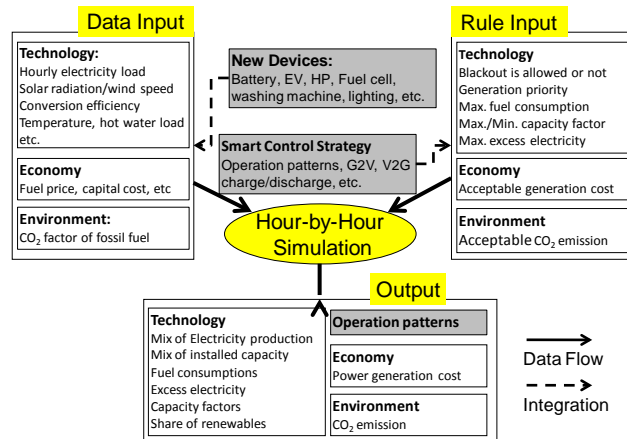 Data Input
Technology:
Hourly electricity load
Solar radiation/wind speed
Conversion efficiency
Temperature, hot water load
etc.
Economy
Fuel price, capital cost, etc
Environment:
CO2 factor of fossil fuel
New Devices:
Battery, EV, HP, Fuel cell,
washing machine, lighting, etc.
Smart Control Strategy
Operation patterns, G2V, V2G
charge/discharge, etc.
Hour-by-Hour
Simulation
Rule Input
Technology
Blackout is allowed or not
Generation priority
Max. fuel consumption
Max./Min. capacity factor
Max. excess electricity
Economy
Acceptable generation cost
Environment
Acceptable CO2 emission
Output
Technology
Mix of Electricity production
Mix of installed capacity
Fuel consumptions
Excess electricity
Capacity factors
Share of renewables
Operation patterns
Economy
Power generation cost
Environment
CO2 emission
Data Flow
Integration